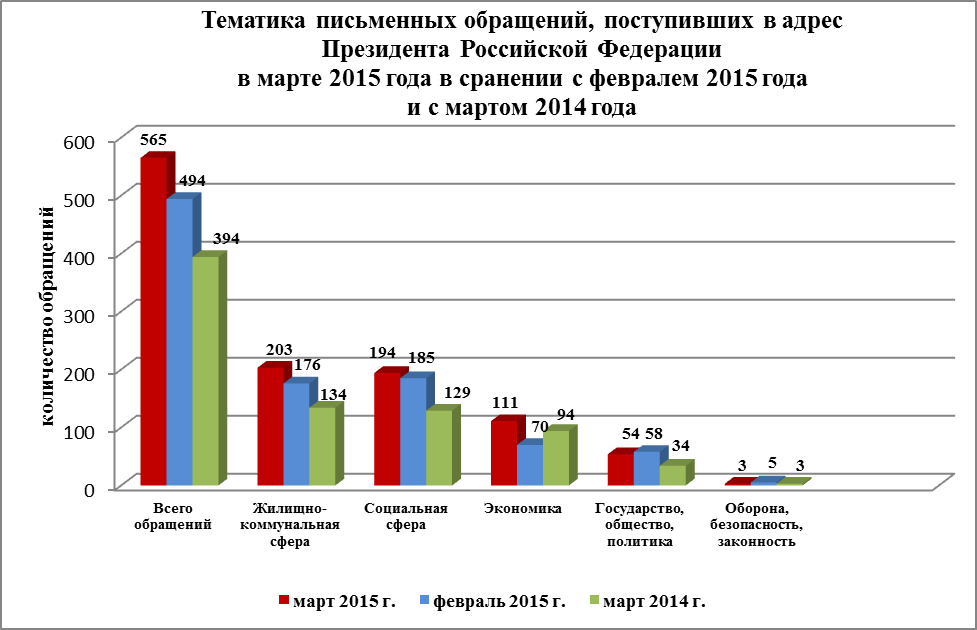 Тематика письменных обращений, поступивших в адрес
Президента Российской Федерации
в марте 2015 года в сранении с февралем 2015 года
и с мартом 2014 года
количество обращений
600
500
400
300
200
100
0
565
494
394
203
176
134
194
185
129
111
70
94
54
58
34
3
5
3
Всего
обращений
Жилищно-
коммунальная
сфера
Социальная
сфера
Экономика
Государство,
общество,
политика
Оборона,
безопасность,
законность
март 2015 г.
февраль 2015 г.
март 2014 г.